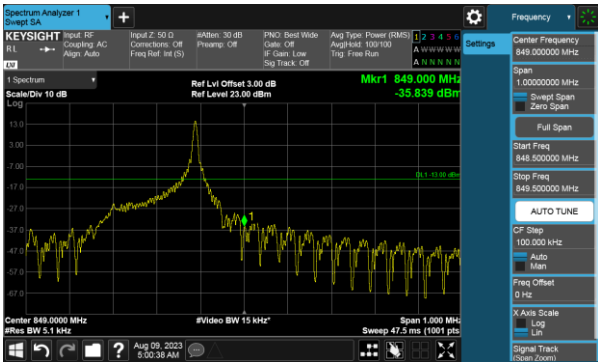 Spectrum Analyzer 1
Swept SA
Frequency
KEYSIGHT
RL
Input: RF
Coupling: AC
Align: Auto
Input Z: 50 Ω
Corrections: Off
Freq Ref: Int (S)
#Atten: 30 dB
Preamp: Off
PNO: Best Wide
Gate: Off
IF Gain: Low
Sig Track: Off
Avg Type: Power (RMS)
Avg|Hold: 100/100
Trig: Free Run
1 2 3 4 5 6
A W W W W W
A N N N N N
LXI
Settings
Center Frequency
849.000000 MHz
Span
1.00000000 MHz
Swept Span
Zero Span
Full Span
Start Freq
848.500000 MHz
Stop Freq
849.500000 MHz
AUTO TUNE
CF Step
100.000 kHz
Auto
Man
Freq Offset
0 Hz
X Axis Scale
Log
Lin
Signal Track
(Span Zoom)
1 Spectrum
Scale/Div 10 dB
Ref Lvl Offset 3.00 dB
Ref Level 23.00 dBm
Mkr1 849.000 MHz
-35.839 dBm
Log
13.0
3.00
-7.00
-17.0
-27.0
-37.0
-47.0
-57.0
-67.0
DL1 -13.00 dBm
1
Center 849.0000 MHz
#Res BW 5.1 kHz
#Video BW 15 kHz*
Span 1.000 MHz
Sweep 47.5 ms (1001 pts)
?
Aug 09, 2023
5:00:38 AM